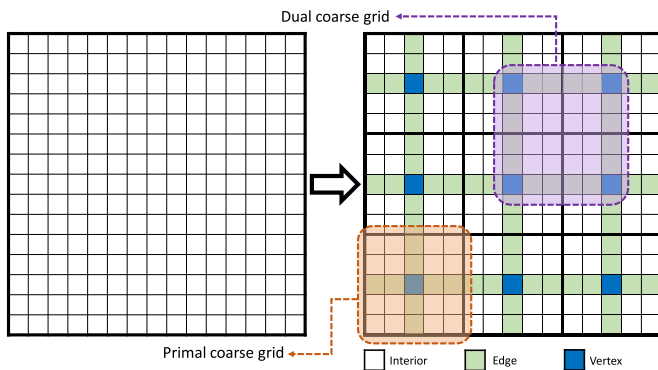 Dual coarse grid
Primal coarse grid
Interior
Edge
Vertex